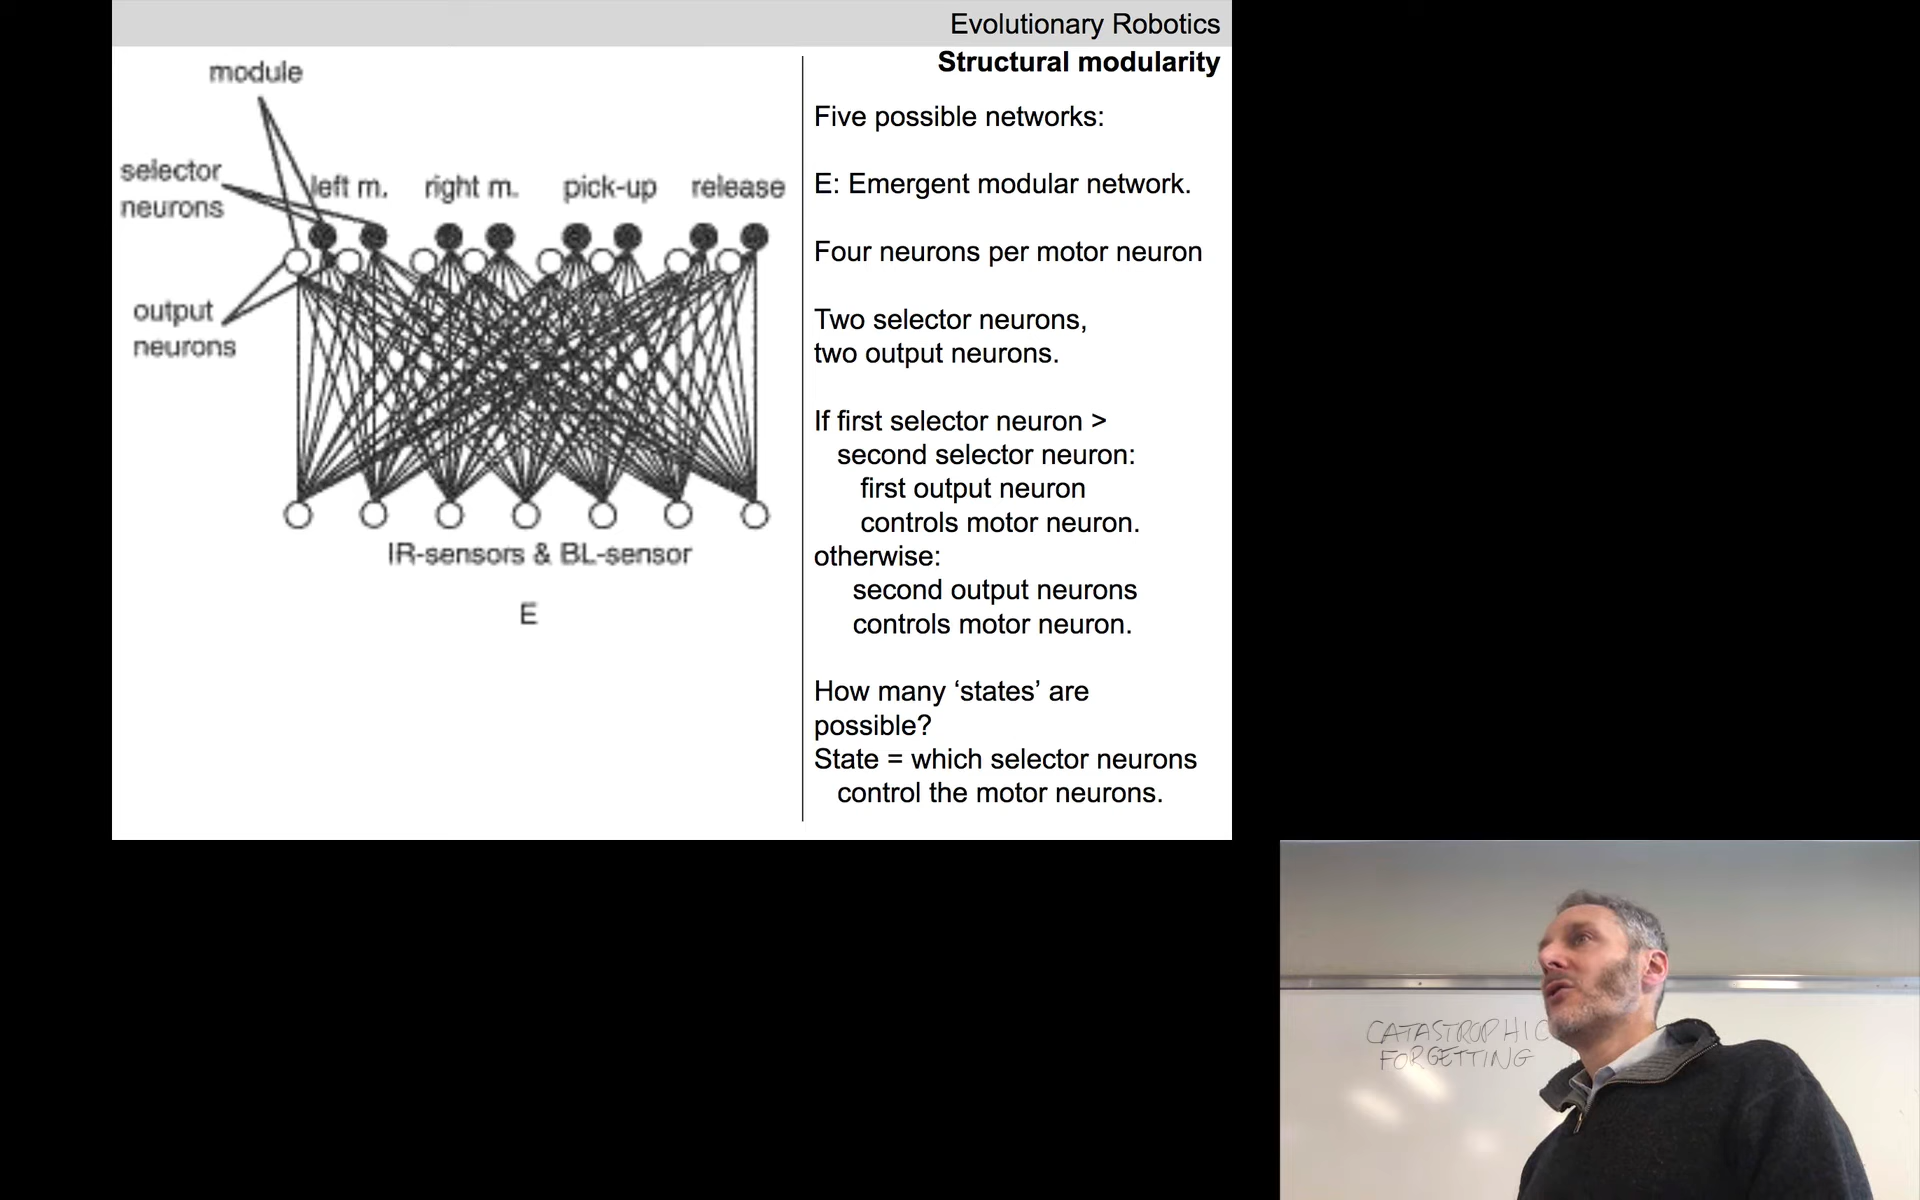 Evolutionary Robotics
Structural modularity
module
selector
neurons
left m.
right m.
pick-up
release
output
neurons
IR-sensors & BL-sensor
E
Five possible networks:
E: Emergent modular network.
Four neurons per motor neuron
Two selector neurons,
two output neurons.
If first selector neuron >
second selector neuron:
first output neuron
controls motor neuron.
otherwise:
second output neurons
controls motor neuron.
How many ‘states’ are
possible?
State = which selector neurons
control the motor neurons.
CATASTROPHIC
FORGETTING